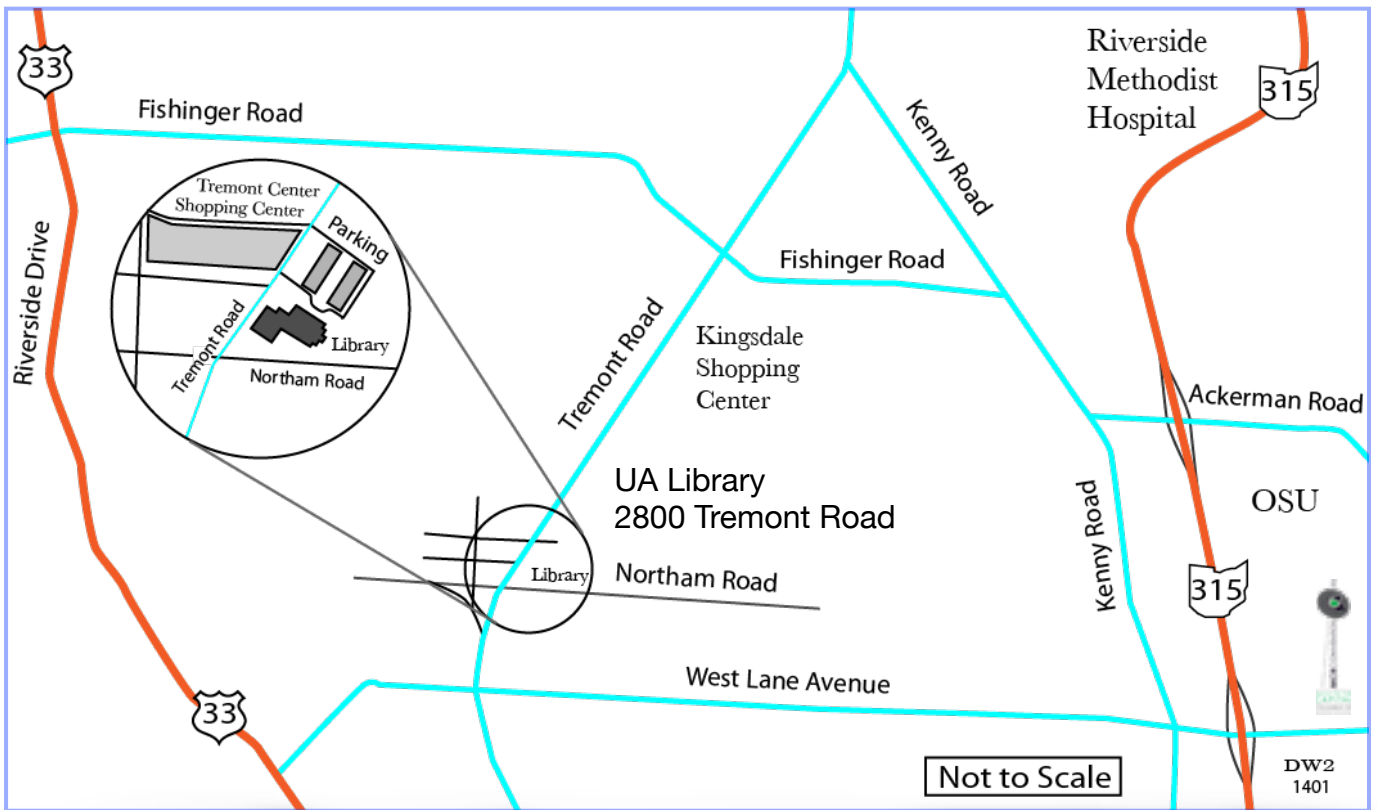 33
Fishinger Road
Riverside
Methodist
Hospital
315
Kenny Road
Tremont Center
Shopping Center
Parking
Riverside Drive
Fishinger Road
Tremont Road
Kingsdale
Shopping
Center
Library
Tremont Road
Northam Road
Ackerman Road
UA Library
2800 Tremont Road
OSU
Kenny Road
Library
Northam Road
315
West Lane Avenue
33
Not to Scale
DW2
1401